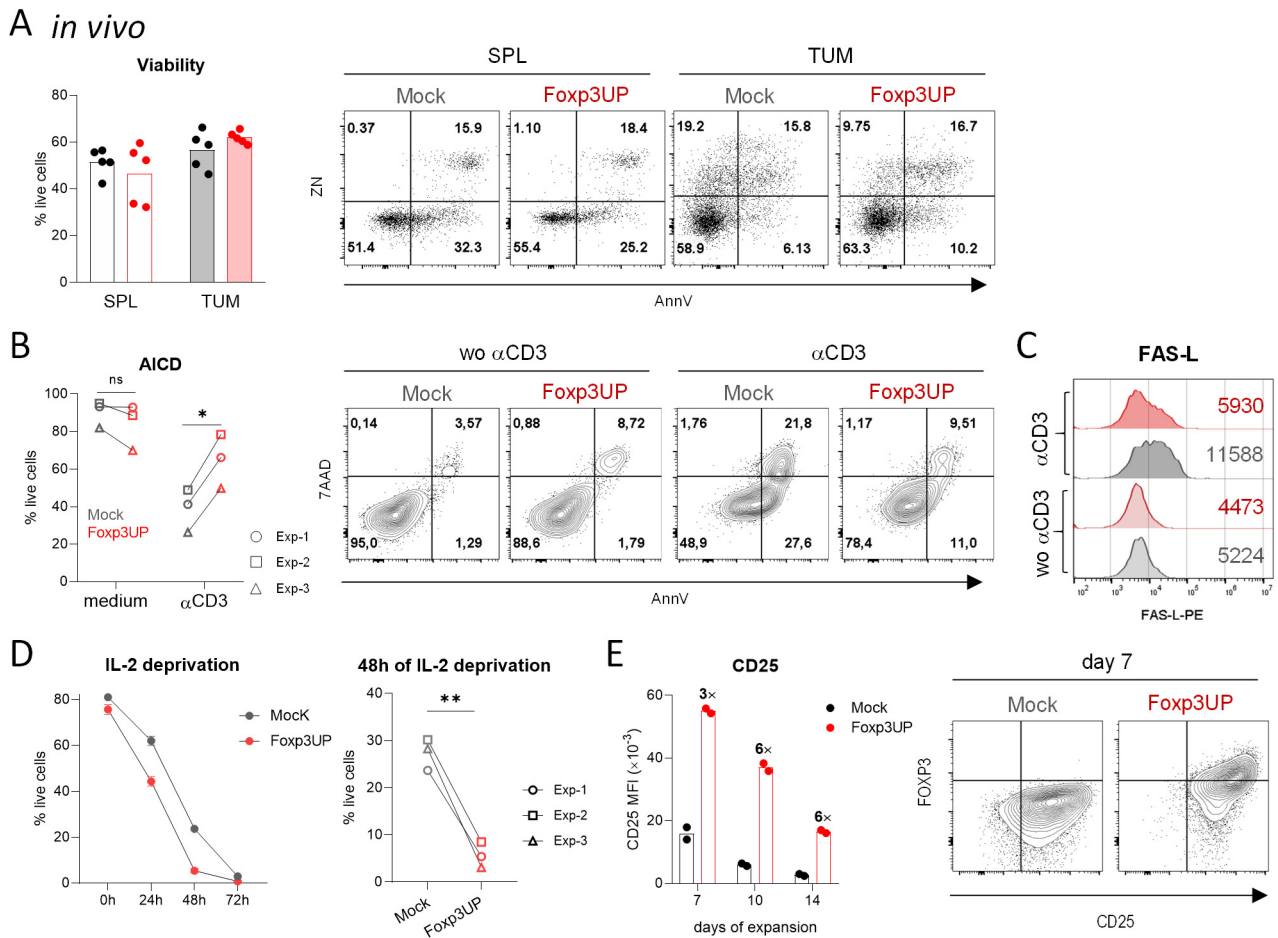 A in vivo
Viability
% live cells
80
60
40
20
0
SPL TUM
SPL TUM
Mock Foxp3UP Mock Foxp3UP
ZN
0.37 15.9 1.10 18.4 19.2 15.8 9.75 16.7
51.4 32.3 55.4 25.2 58.9 6.13 63.3 10.2
AnnV
B
AICD
ns
*
% live cells
100
80
60
40
20
0
Mock
Foxp3UP
medium αCD3
Exp-1
Exp-2
Exp-3
wo αCD3 αCD3
Mock Foxp3UP Mock Foxp3UP
7AAD
0,14 3,57 0,88 8,72 1,76 21,8 1,17 9,51
95,0 1,29 88,6 1,79 48,9 27,6 78,4 11,0
AnnV
C
FAS-L
αCD3
wo αCD3
5930
11588
4473
5224
10² 10³ 10⁴ 10⁵ 10⁶ 10⁷
FAS-L-PE
D
IL-2 deprivation
% live cells
80
60
40
20
0
0h 24h 48h 72h
MocK
Foxp3UP
48h of IL-2 deprivation
**
% live cells
40
30
20
10
0
Mock
Foxp3UP
Exp-1
Exp-2
Exp-3
E
CD25
CD25 MFI (×10⁻³)
60
40
20
0
3×
6×
6×
7 10 14
days of expansion
Mock
Foxp3UP
day 7
Mock Foxp3UP
FOXP3
CD25